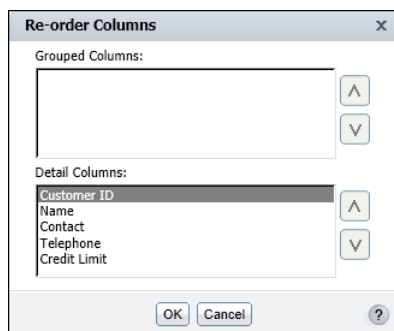 Re-order Columns x
Grouped Columns:
Detail Columns:
Customer ID
Name
Contact
Telephone
Credit Limit
OK Cancel ?